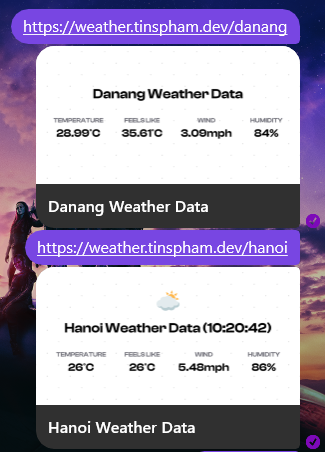 https://weather.tinspham.dev/danang
Danang Weather Data
TEMPERATURE FEELS LIKE WIND HUMIDITY
28.99°C 35.61°C 3.09mph 84%
Danang Weather Data
https://weather.tinspham.dev/hanoi
Hanoi Weather Data (10:20:42)
TEMPERATURE FEELS LIKE WIND HUMIDITY
26°C 26°C 5.48mph 86%
Hanoi Weather Data